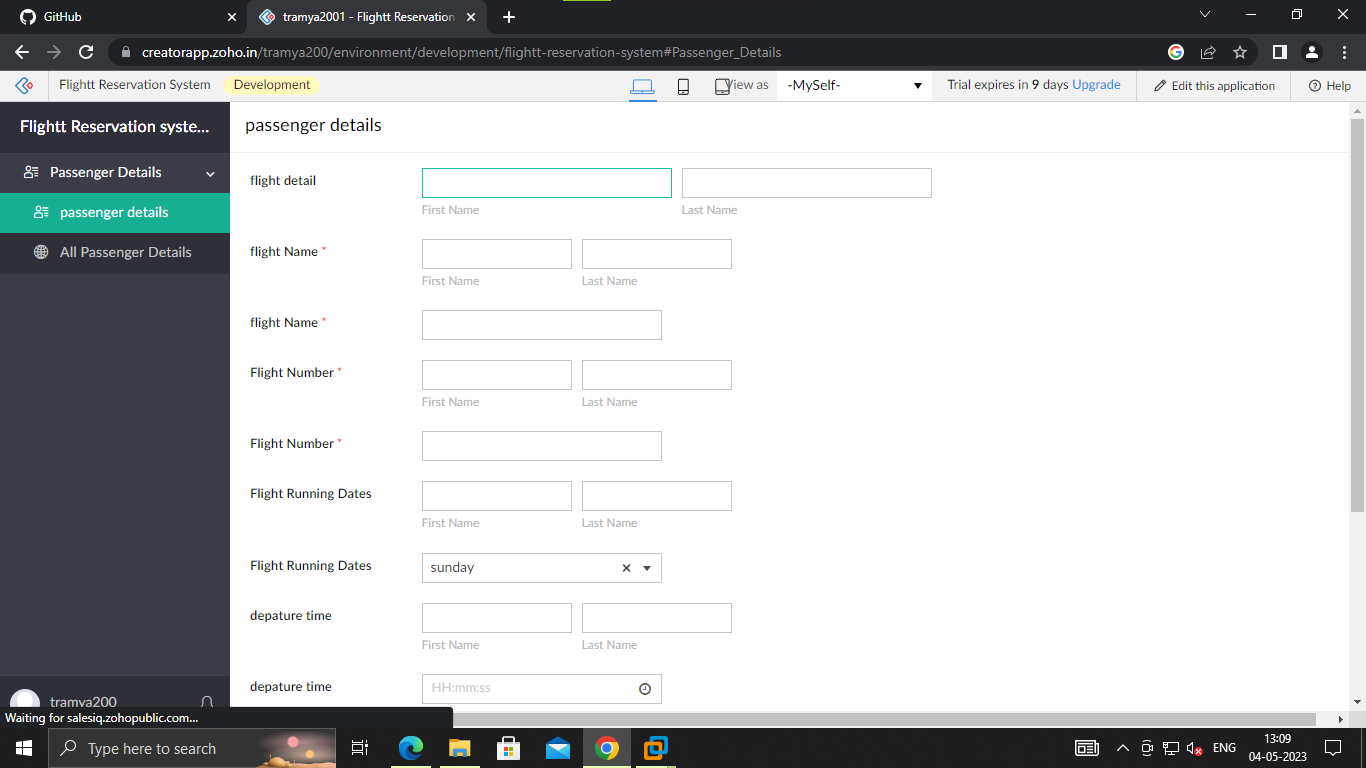 GitHub
tramya2001 - Flightt Reservation
creatorapp.zoho.in/tramya200/environment/development/flightt-reservation-system#Passenger_Details
Flightt Reservation System
Development
View as
-MySelf-
Trial expires in 9 days Upgrade
Edit this application
Help
Flightt Reservation syste...
Passenger Details
passenger details
All Passenger Details
tramya200
passenger details
flight detail
First Name
Last Name
flight Name *
First Name
Last Name
flight Name *
Flight Number *
First Name
Last Name
Flight Number *
Flight Running Dates
First Name
Last Name
Flight Running Dates
sunday
depature time
First Name
Last Name
depature time
HH:mm:ss
Waiting for salesiq.zohopublic.com...
Type here to search
ENG
13:09
04-05-2023